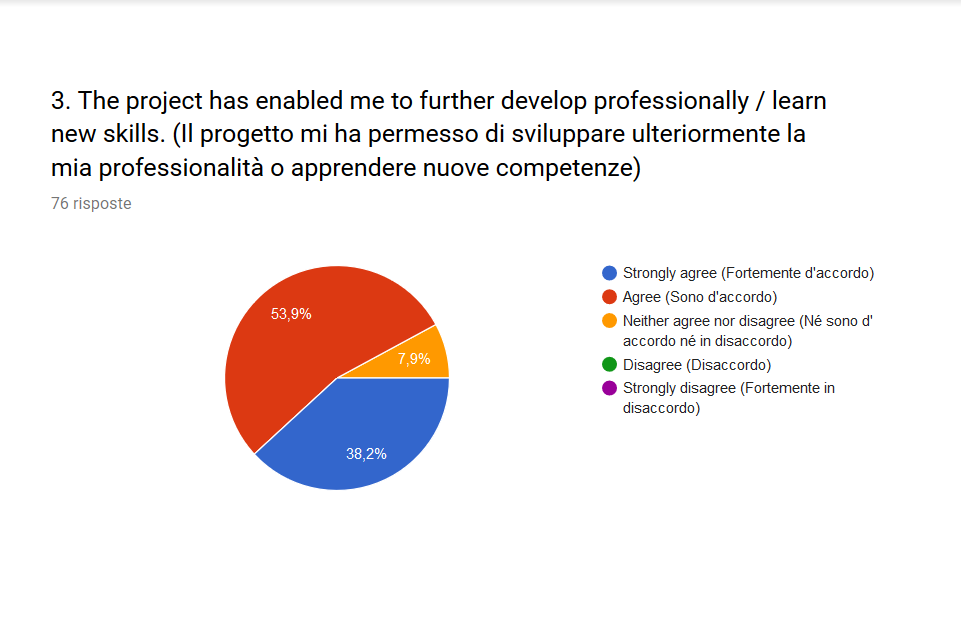 3. The project has enabled me to further develop professionally / learn
new skills. (Il progetto mi ha permesso di sviluppare ulteriormente la
mia professionalità o apprendere nuove competenze)
76 risposte
53,9%
7,9%
38,2%
Strongly agree (Fortemente d'accordo)
Agree (Sono d'accordo)
Neither agree nor disagree (Né sono d'
accordo né in disaccordo)
Disagree (Disaccordo)
Strongly disagree (Fortemente in
disaccordo)